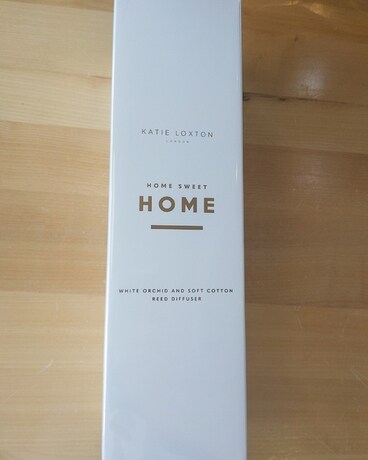 KATIE LOXTON
LONDON
HOME SWEET
HOME
WHITE ORCHID AND SOFT COTTON
REED DIFFUSER